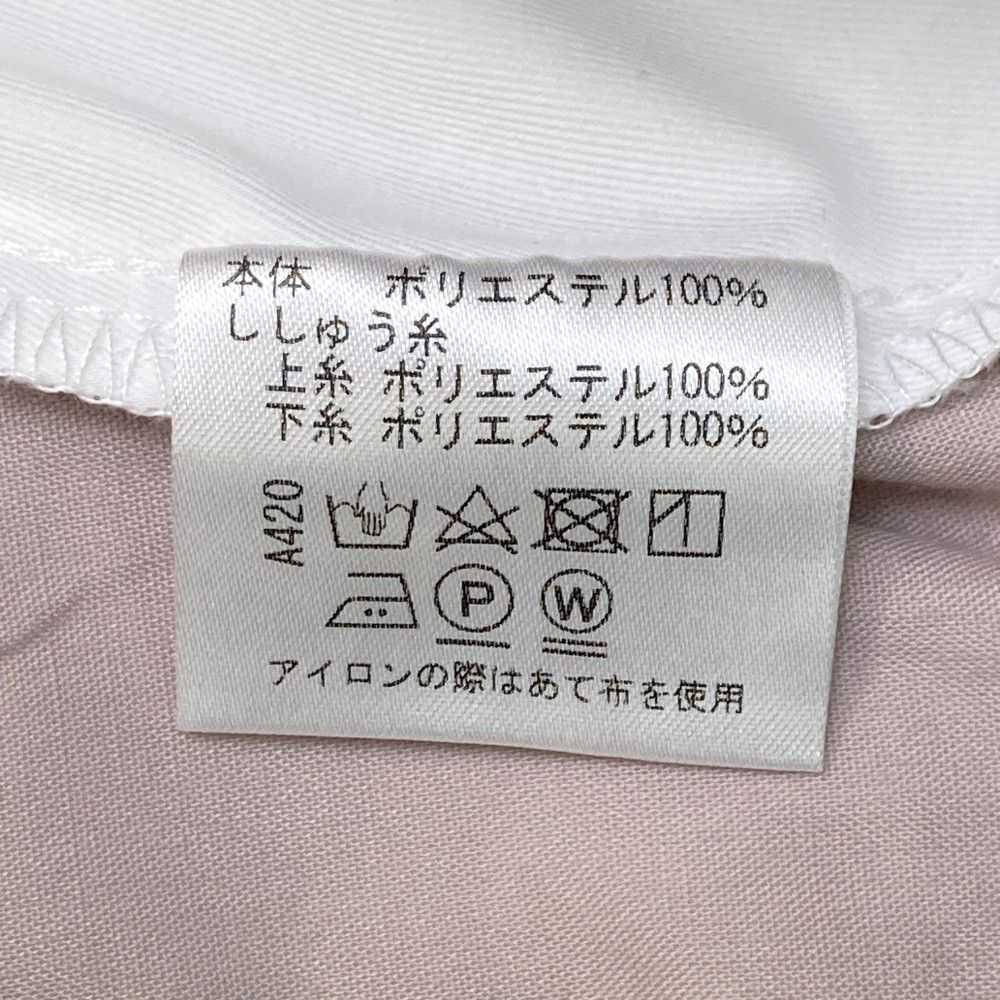 本体 ポリエステル100%
ししゅう糸
上糸 ポリエステル100%
下糸 ポリエステル100%
A420
P W
アイロンの際はあて布を使用